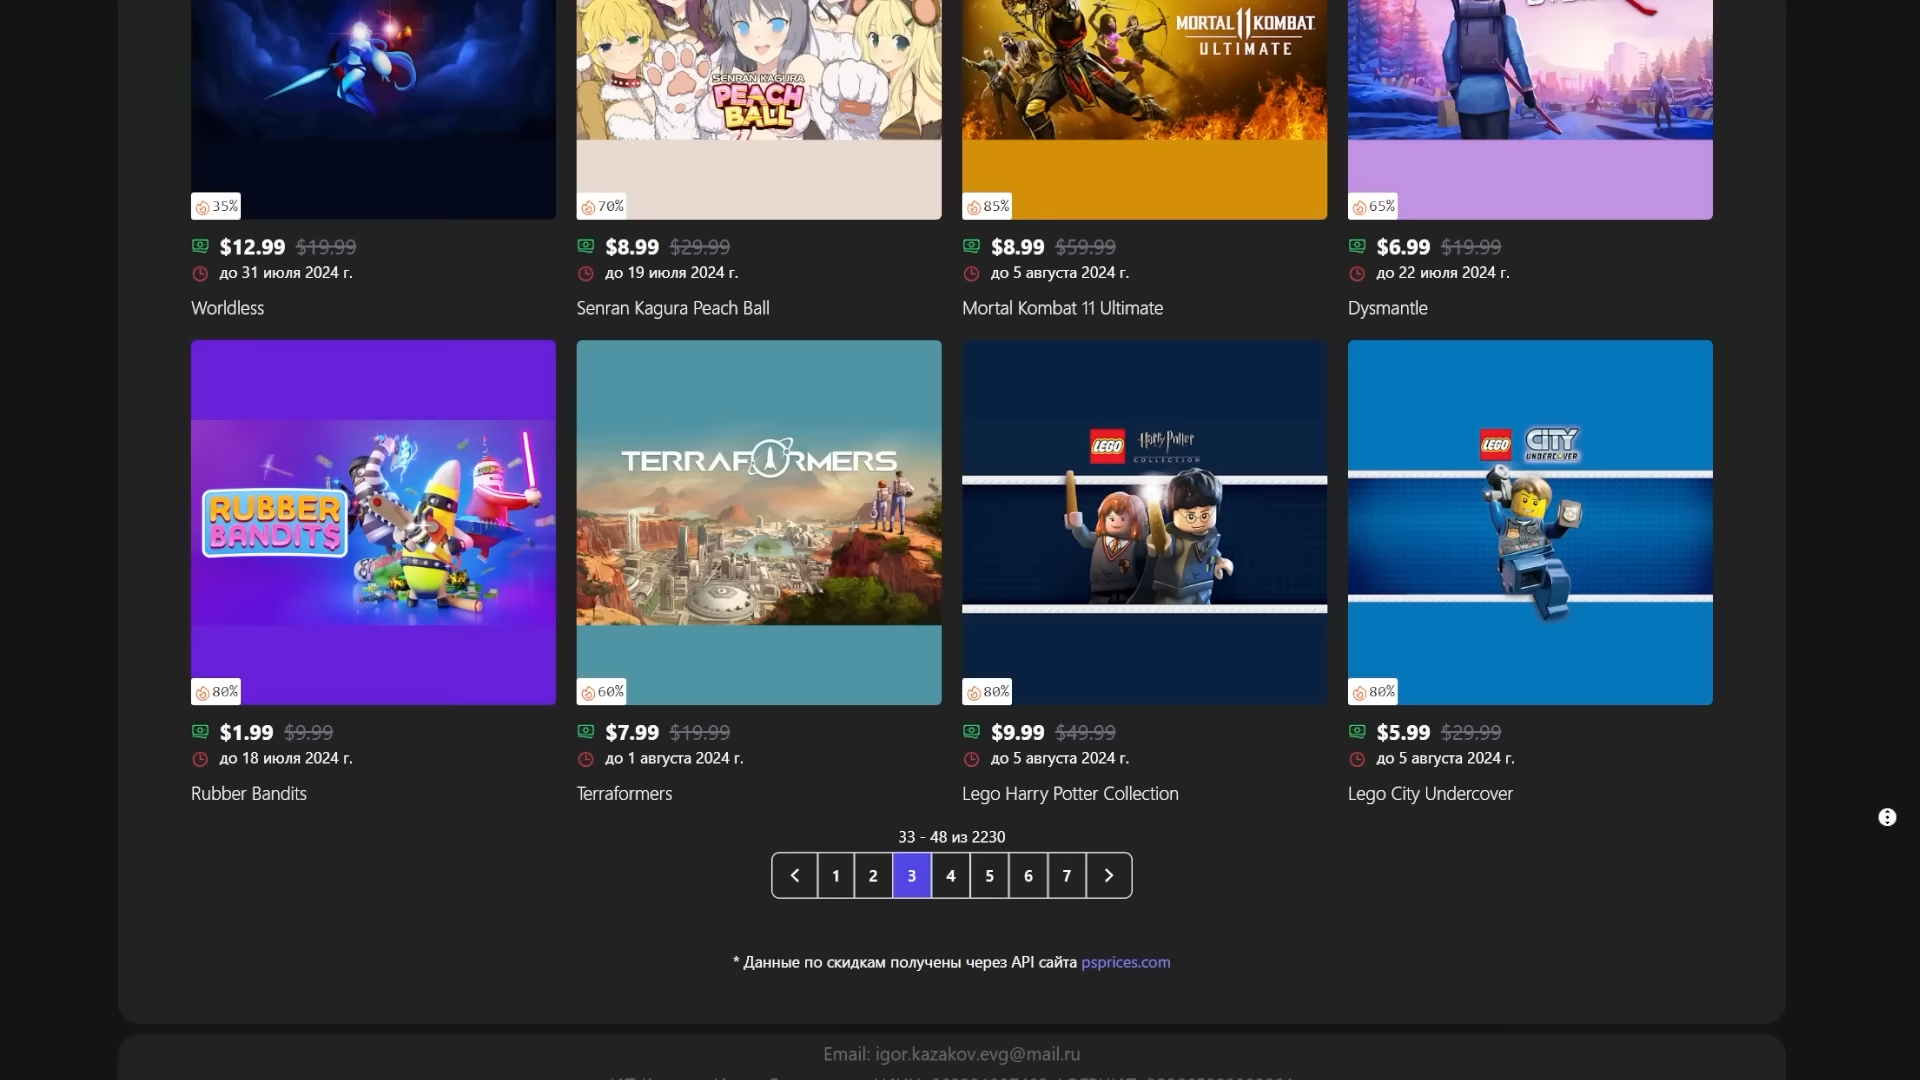 MORTAL 11 KOMBAT
ULTIMATE
SENRAN KAGURA
PEACH
BALL
35%
70%
85%
65%
$12.99 $19.99
$8.99 $29.99
$8.99 $59.99
$6.99 $19.99
до 31 июля 2024 г.
до 19 июля 2024 г.
до 5 августа 2024 г.
до 22 июля 2024 г.
Worldless
Senran Kagura Peach Ball
Mortal Kombat 11 Ultimate
Dysmantle
RUBBER
BANDITS
TERRAFORMERS
LEGO Harry Potter
COLLECTION
LEGO CITY
UNDERCOVER
80%
60%
80%
80%
$1.99 $9.99
$7.99 $19.99
$9.99 $49.99
$5.99 $29.99
до 18 июля 2024 г.
до 1 августа 2024 г.
до 5 августа 2024 г.
до 5 августа 2024 г.
Rubber Bandits
Terraformers
Lego Harry Potter Collection
Lego City Undercover
33 - 48 из 2230
1 2 3 4 5 6 7
* Данные по скидкам получены через API сайта psprices.com
Email: igor.kazakov.evg@mail.ru